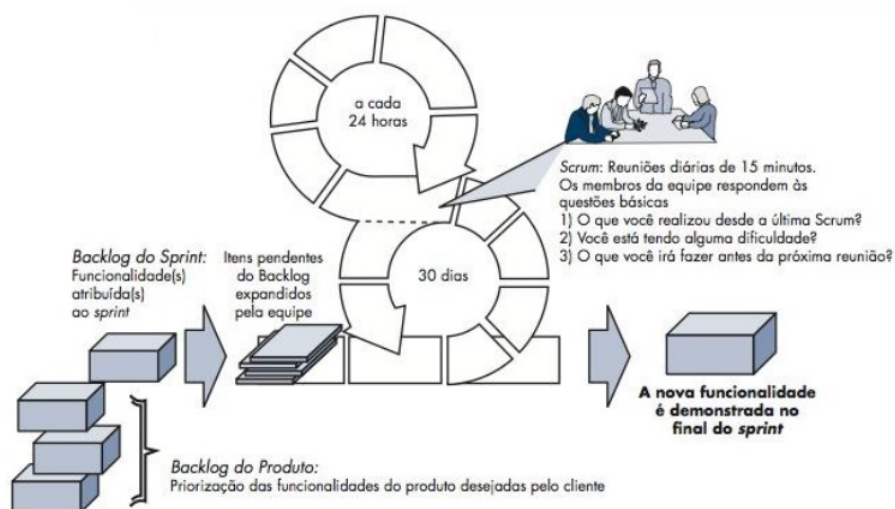 a cada
24 horas
Scrum: Reuniões diárias de 15 minutos.
Os membros da equipe respondem às
questões básicas
1) O que você realizou desde a última Scrum?
2) Você está tendo alguma dificuldade?
3) O que você irá fazer antes da próxima reunião?
Backlog do Sprint:
Funcionalidade(s)
atribuída(s)
ao sprint
Itens pendentes
do Backlog
expandidos
pela equipe
30 dias
A nova funcionalidade
é demonstrada no
final do sprint
Backlog do Produto:
Priorização das funcionalidades do produto desejadas pelo cliente